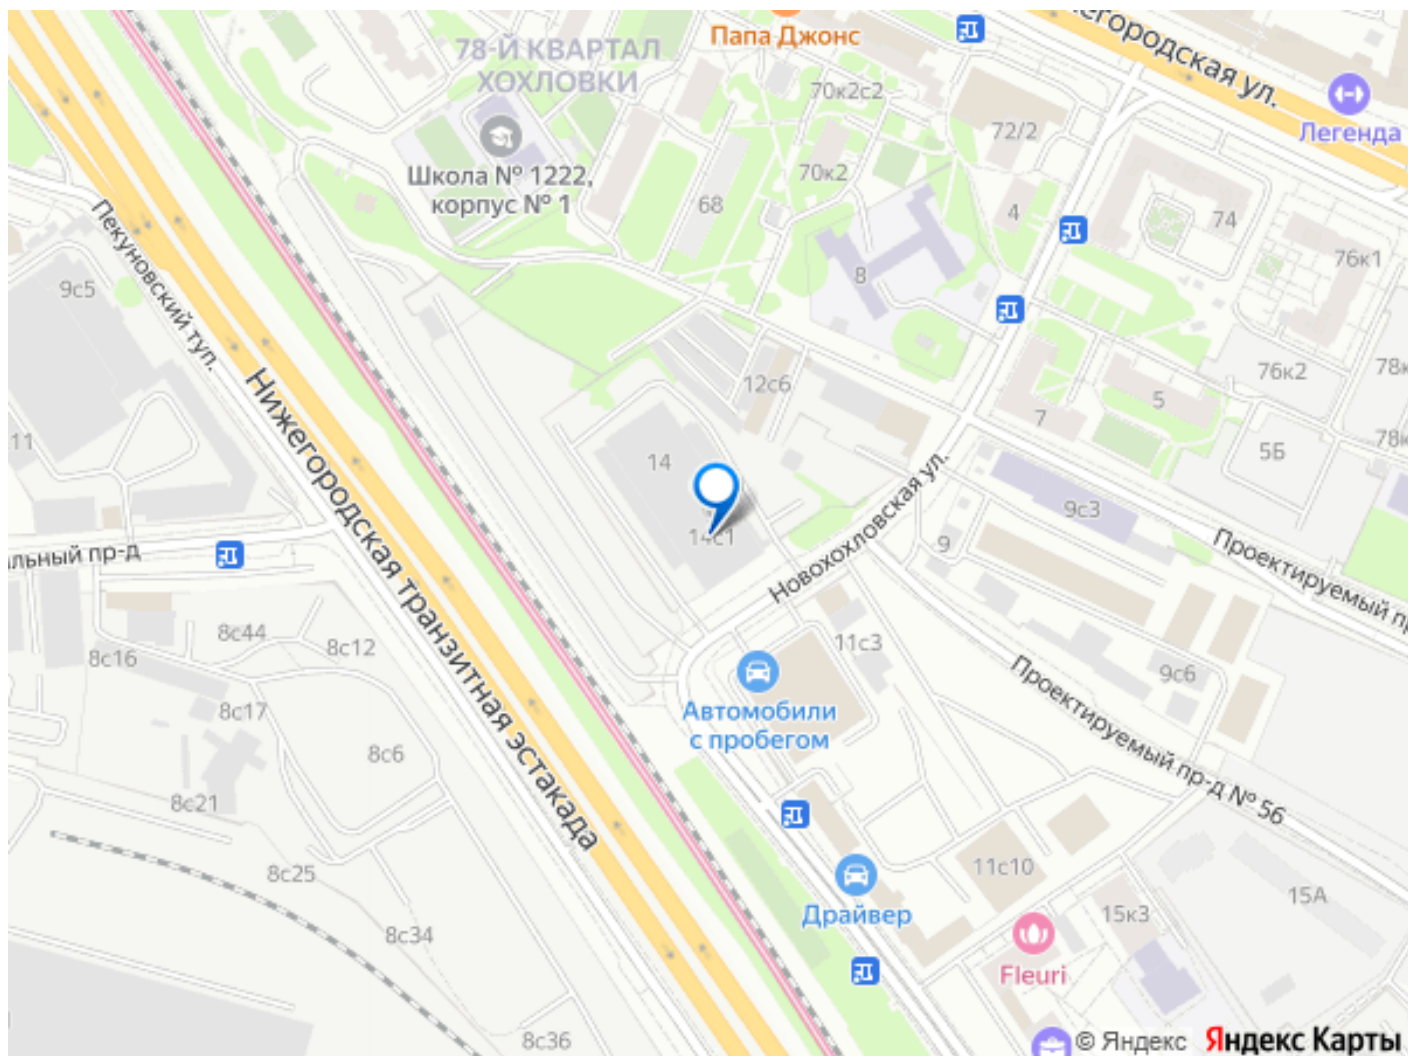 егородская ул.
Папа Джонс
78-Й КВАРТАЛ
ХОХЛОВКИ
70к2с2
Легенда
72/2
Школа № 1222,
корпус № 1
70к2
68
4
74
76к1
8
Пекуновский туп.
9с5
12с6
76к2
78к
5
7
78к
5Б
11
14
Нижегородская транзитная эстакада
9с3
14с1
Новохохловская ул.
9
альный пр-д
Проектируемый пр
8с44
8с12
11с3
8с16
9с6
Проектируемый пр-д № 56
8с17
Автомобили
с пробегом
8с6
8с21
8с25
11с10
15А
Драйвер
15к3
8с34
Fleuri
8с36
© Яндекс Яндекс Карты